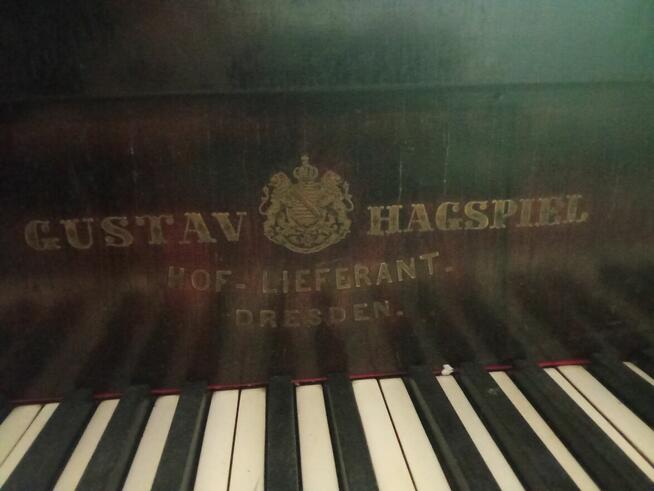 GUSTAV HAGSPIEL
HOF-LIEFERANT.
DRESDEN.